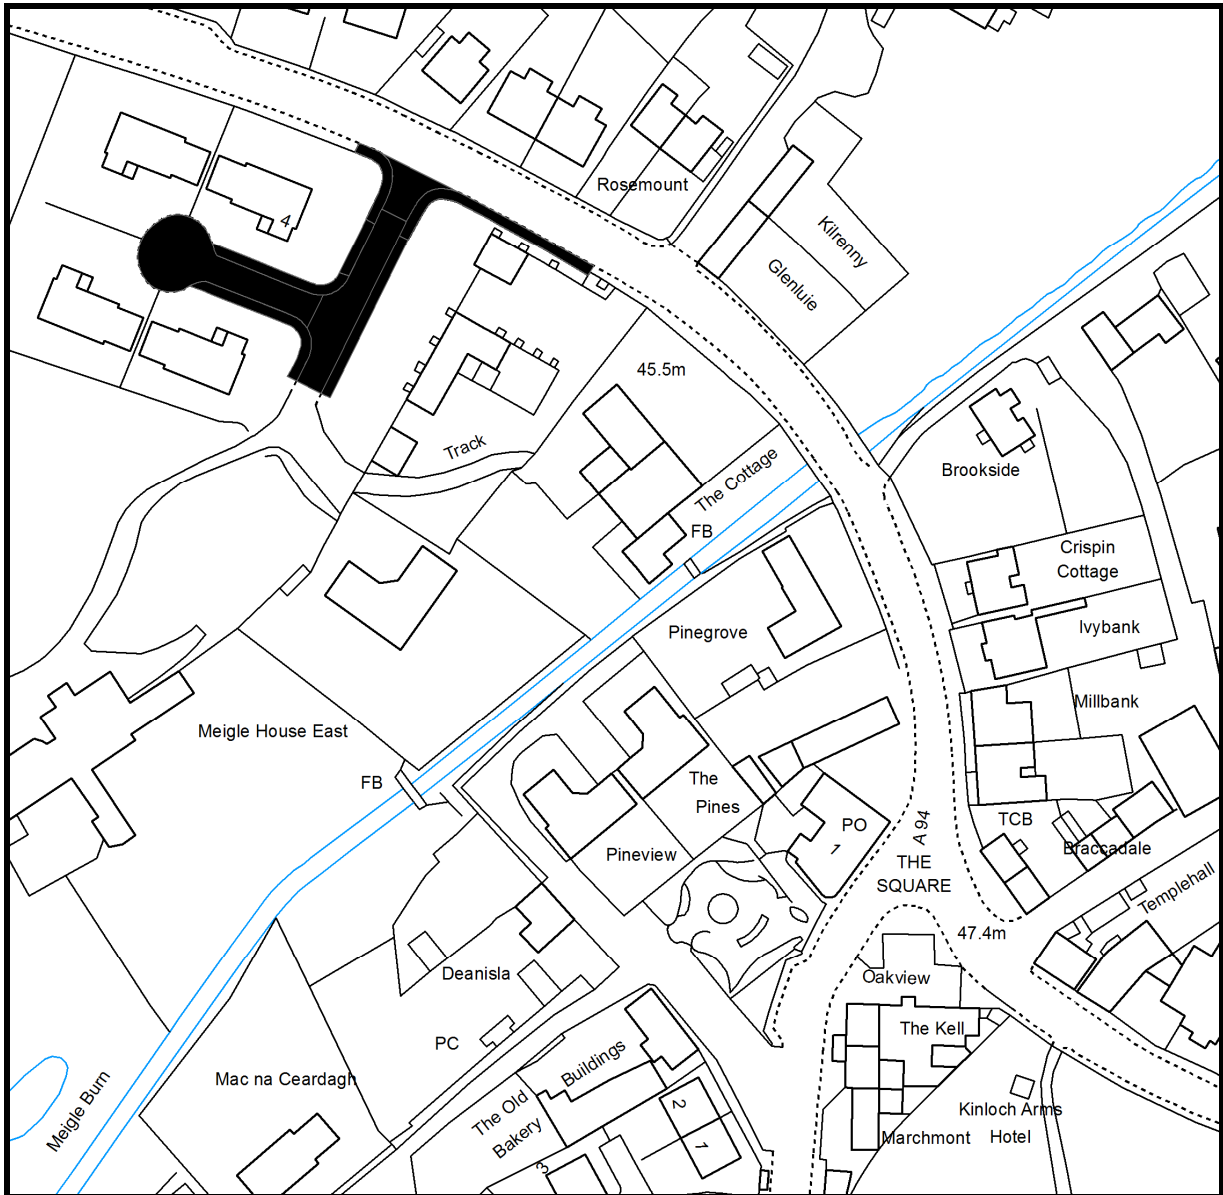 Rosemount
4
Kilrenny
Glenluie
45.5m
Track
The Cottage
FB
Brookside
Crispin
Cottage
Ivybank
Pinegrove
Millbank
Meigle House East
FB
The
Pines
PO
1
A 94
TCB
Braccadale
Pineview
THE
SQUARE
Templehall
47.4m
Deanisla
Oakview
The Kell
PC
Buildings
Mac na Ceardagh
Meigle Burn
The Old
Bakery
2
1
3
Kinloch Arms
Hotel
Marchmont